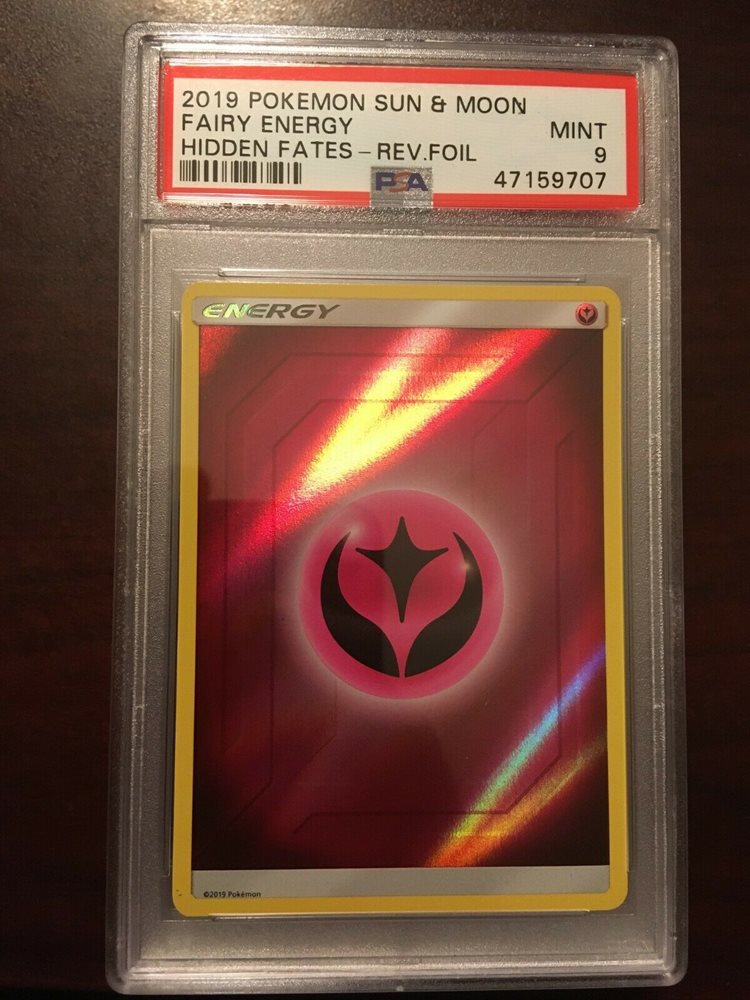 2019 POKEMON SUN & MOON
FAIRY ENERGY MINT
HIDDEN FATES – REV.FOIL 9
PSA 47159707
ENERGY
©2019 Pokémon